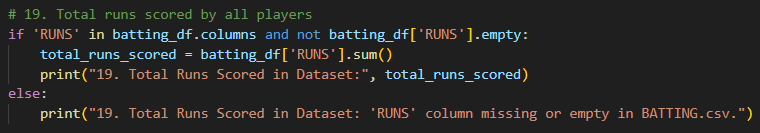 # 19. Total runs scored by all players
if 'RUNS' in batting_df.columns and not batting_df['RUNS'].empty:
    total_runs_scored = batting_df['RUNS'].sum()
    print("19. Total Runs Scored in Dataset:", total_runs_scored)
else:
    print("19. Total Runs Scored in Dataset: 'RUNS' column missing or empty in BATTING.csv.")